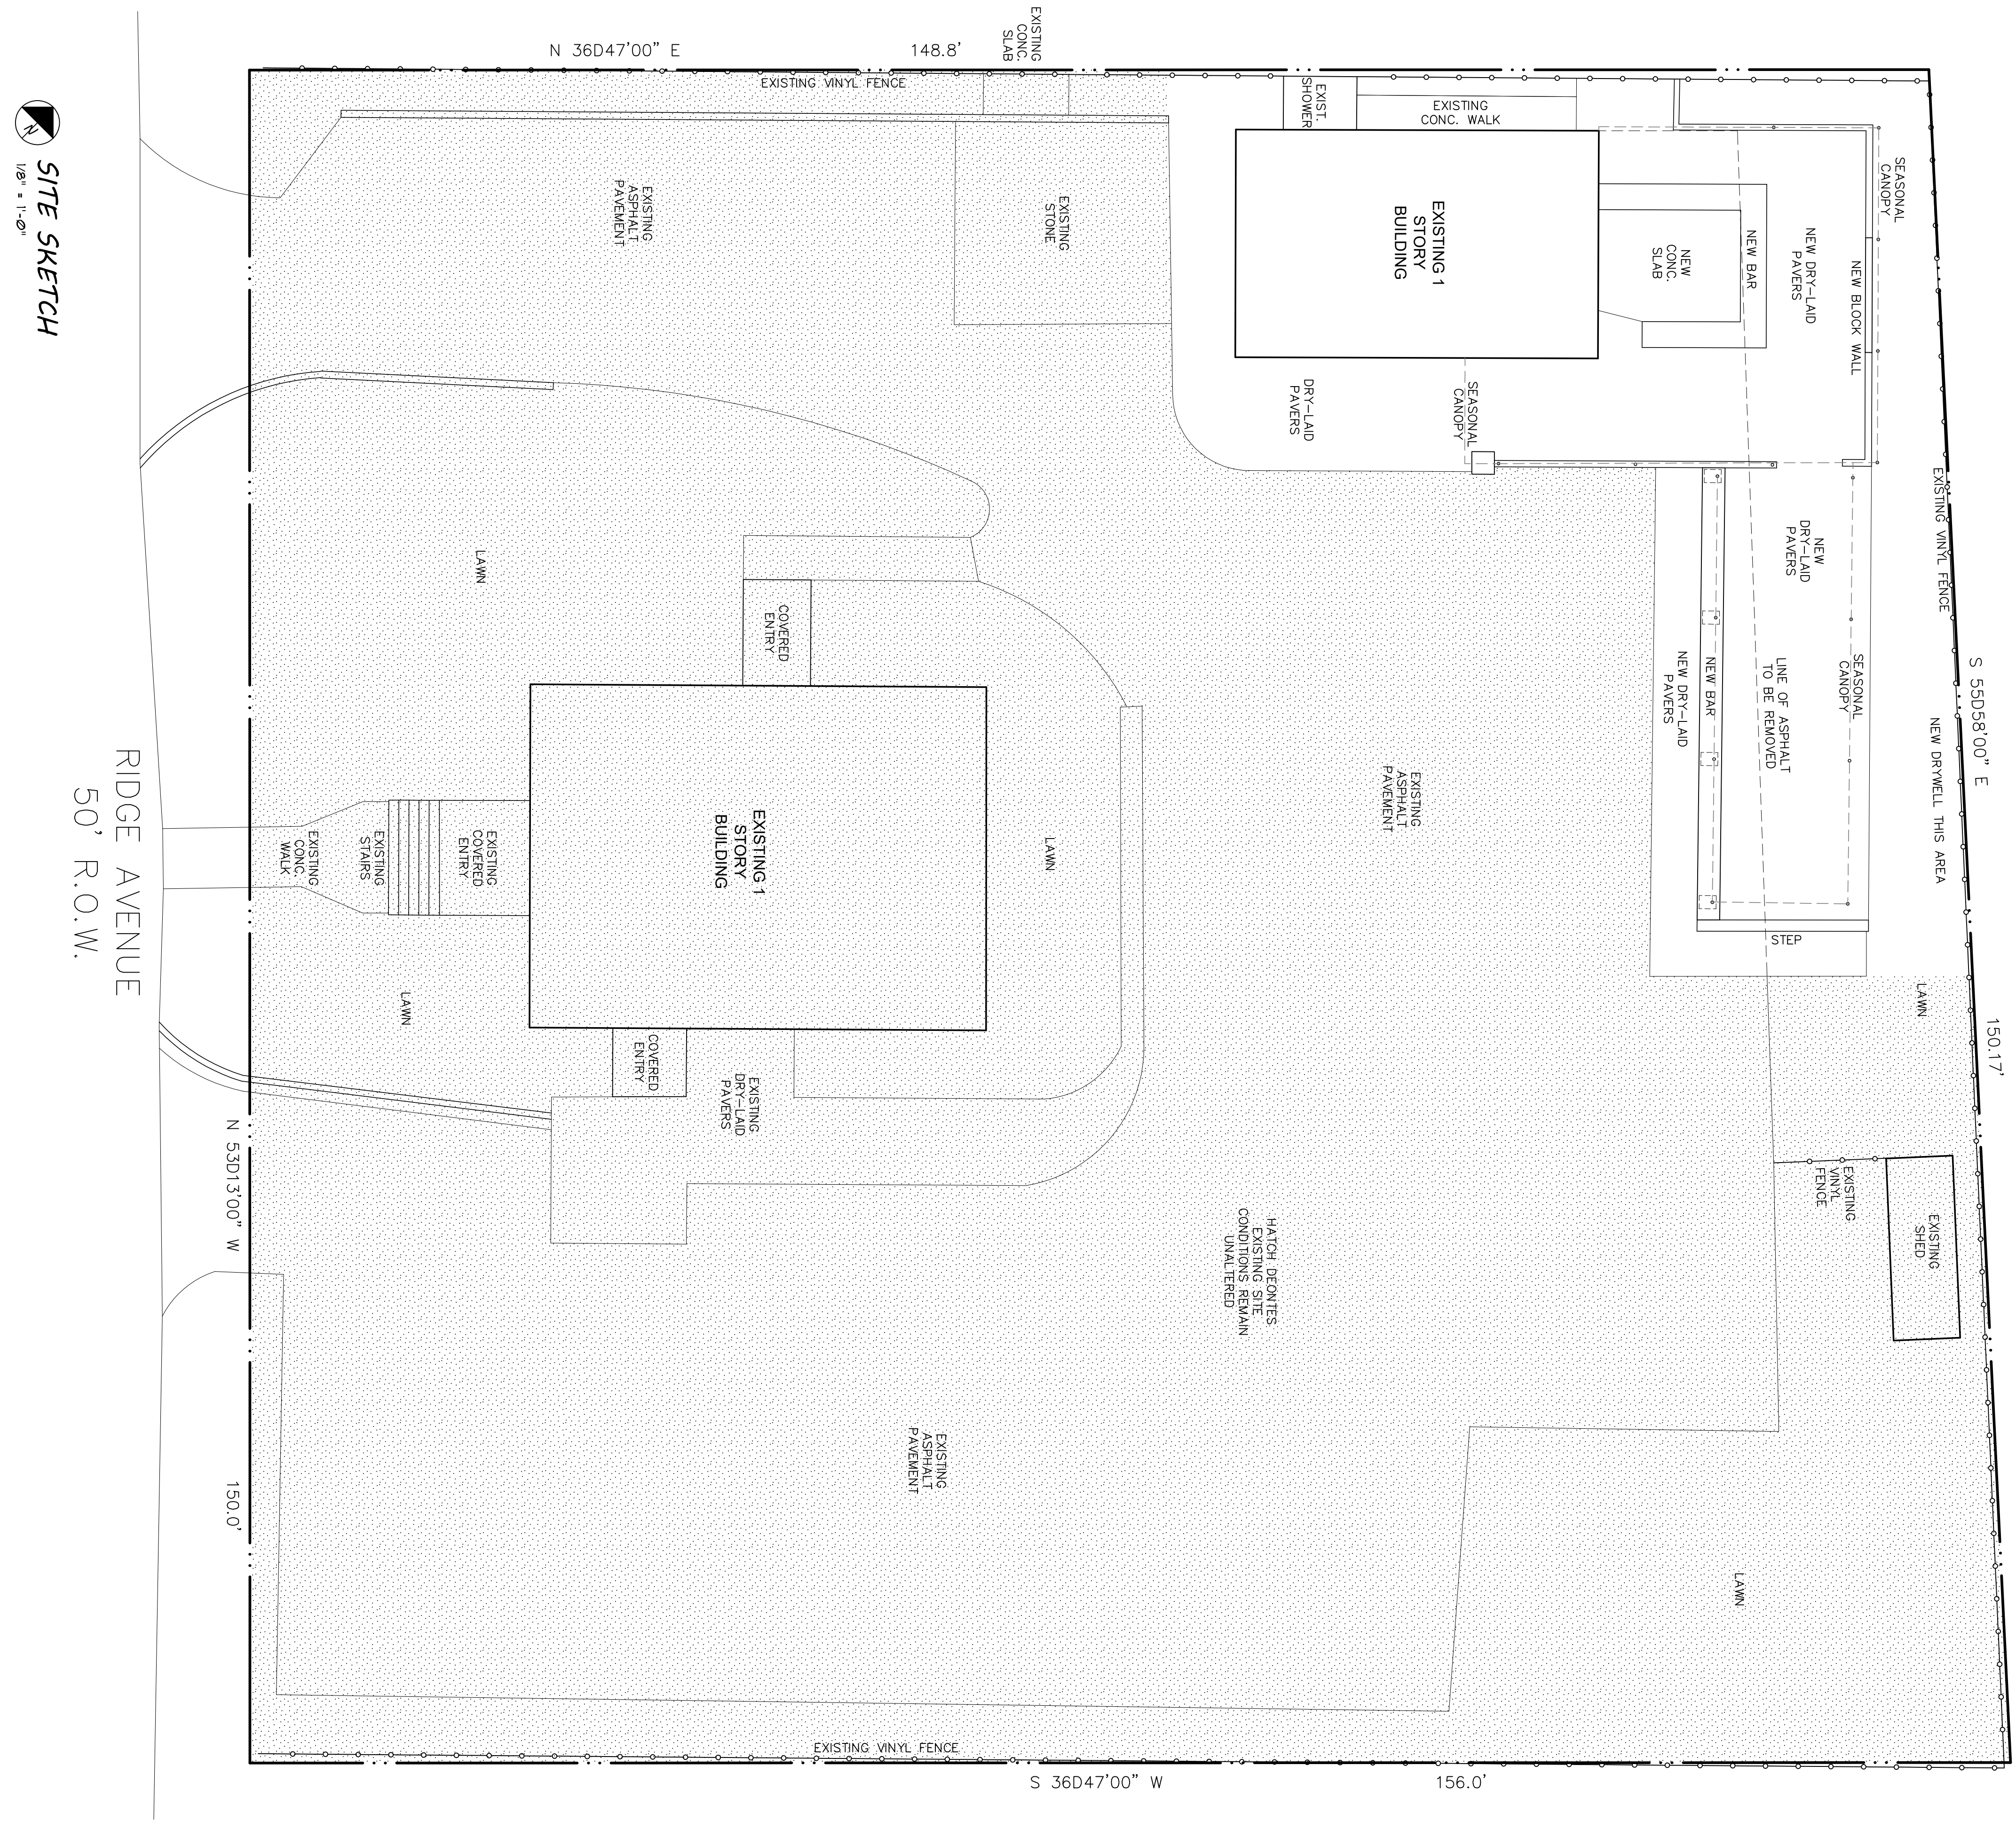 EXISTING
CONC.
SLAB
N 36D47'00" E
148.8'
EXISTING VINYL FENCE
EXIST.
SHOWER
EXISTING
CONC. WALK
SEASONAL
CANOPY
EXISTING
ASPHALT
PAVEMENT
EXISTING
STONE
EXISTING 1
STORY
BUILDING
NEW
CONC.
SLAB
NEW BAR
NEW DRY-LAID
PAVERS
NEW BLOCK WALL
DRY-LAID
PAVERS
SEASONAL
CANOPY
EXISTING VINYL FENCE
NEW
DRY-LAID
PAVERS
LAWN
COVERED
ENTRY
NEW DRY-LAID
PAVERS
NEW BAR
LINE OF ASPHALT
TO BE REMOVED
SEASONAL
CANOPY
S 55D58'00" E
NEW DRYWELL THIS AREA
EXISTING
ASPHALT
PAVEMENT
EXISTING 1
STORY
BUILDING
LAWN
EXISTING
CONC.
WALK
EXISTING
STAIRS
EXISTING
COVERED
ENTRY
STEP
LAWN
LAWN
150.17'
COVERED
ENTRY
EXISTING
DRY-LAID
PAVERS
EXISTING
VINYL
FENCE
EXISTING
SHED
HATCH DEONTES
EXISTING SITE
CONDITIONS REMAIN
UNALTERED
EXISTING
ASPHALT
PAVEMENT
LAWN
EXISTING VINYL FENCE
S 36D47'00" W
156.0'
N 53D13'00" W
150.0'
RIDGE AVENUE
50' R.O.W.
N
SITE SKETCH
1/8" = 1'-0"